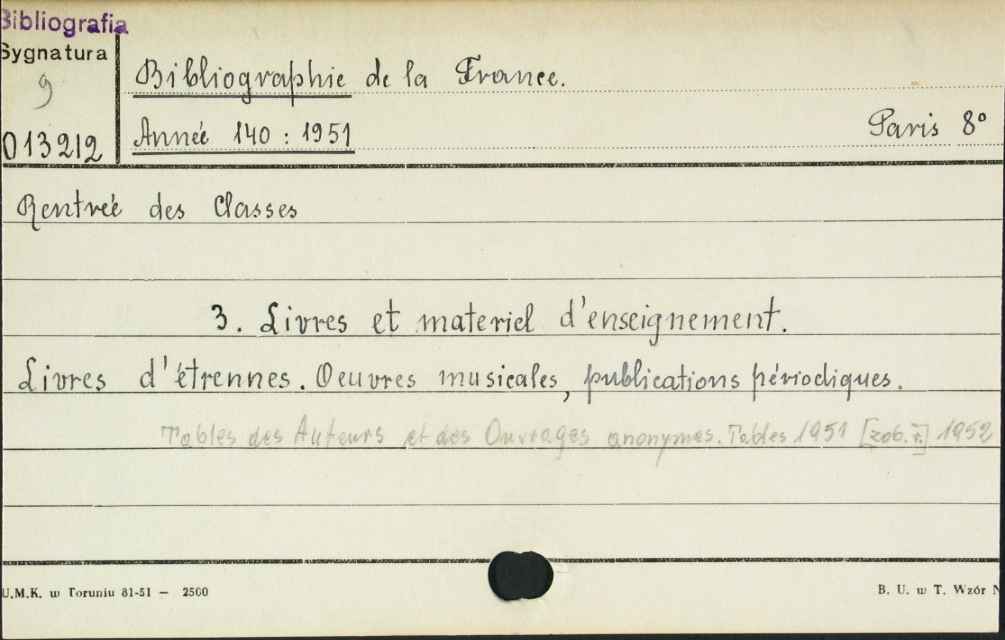 Bibliografia
Sygnatura
9
013212
Bibliographie de la France.
Année 140 : 1951
Paris 8°
Rentreé des Classes
3. Livres et materiel d'enseignement.
Livres d'étrennes. Oeuvres musicales, publications périodiques.
Tables des Auteurs et des Ouvrages anonymes. Tables 1951 [zob. r.] 1952
U.M.K. w Toruniu 81-51 — 2500
B. U. w T. Wzór N